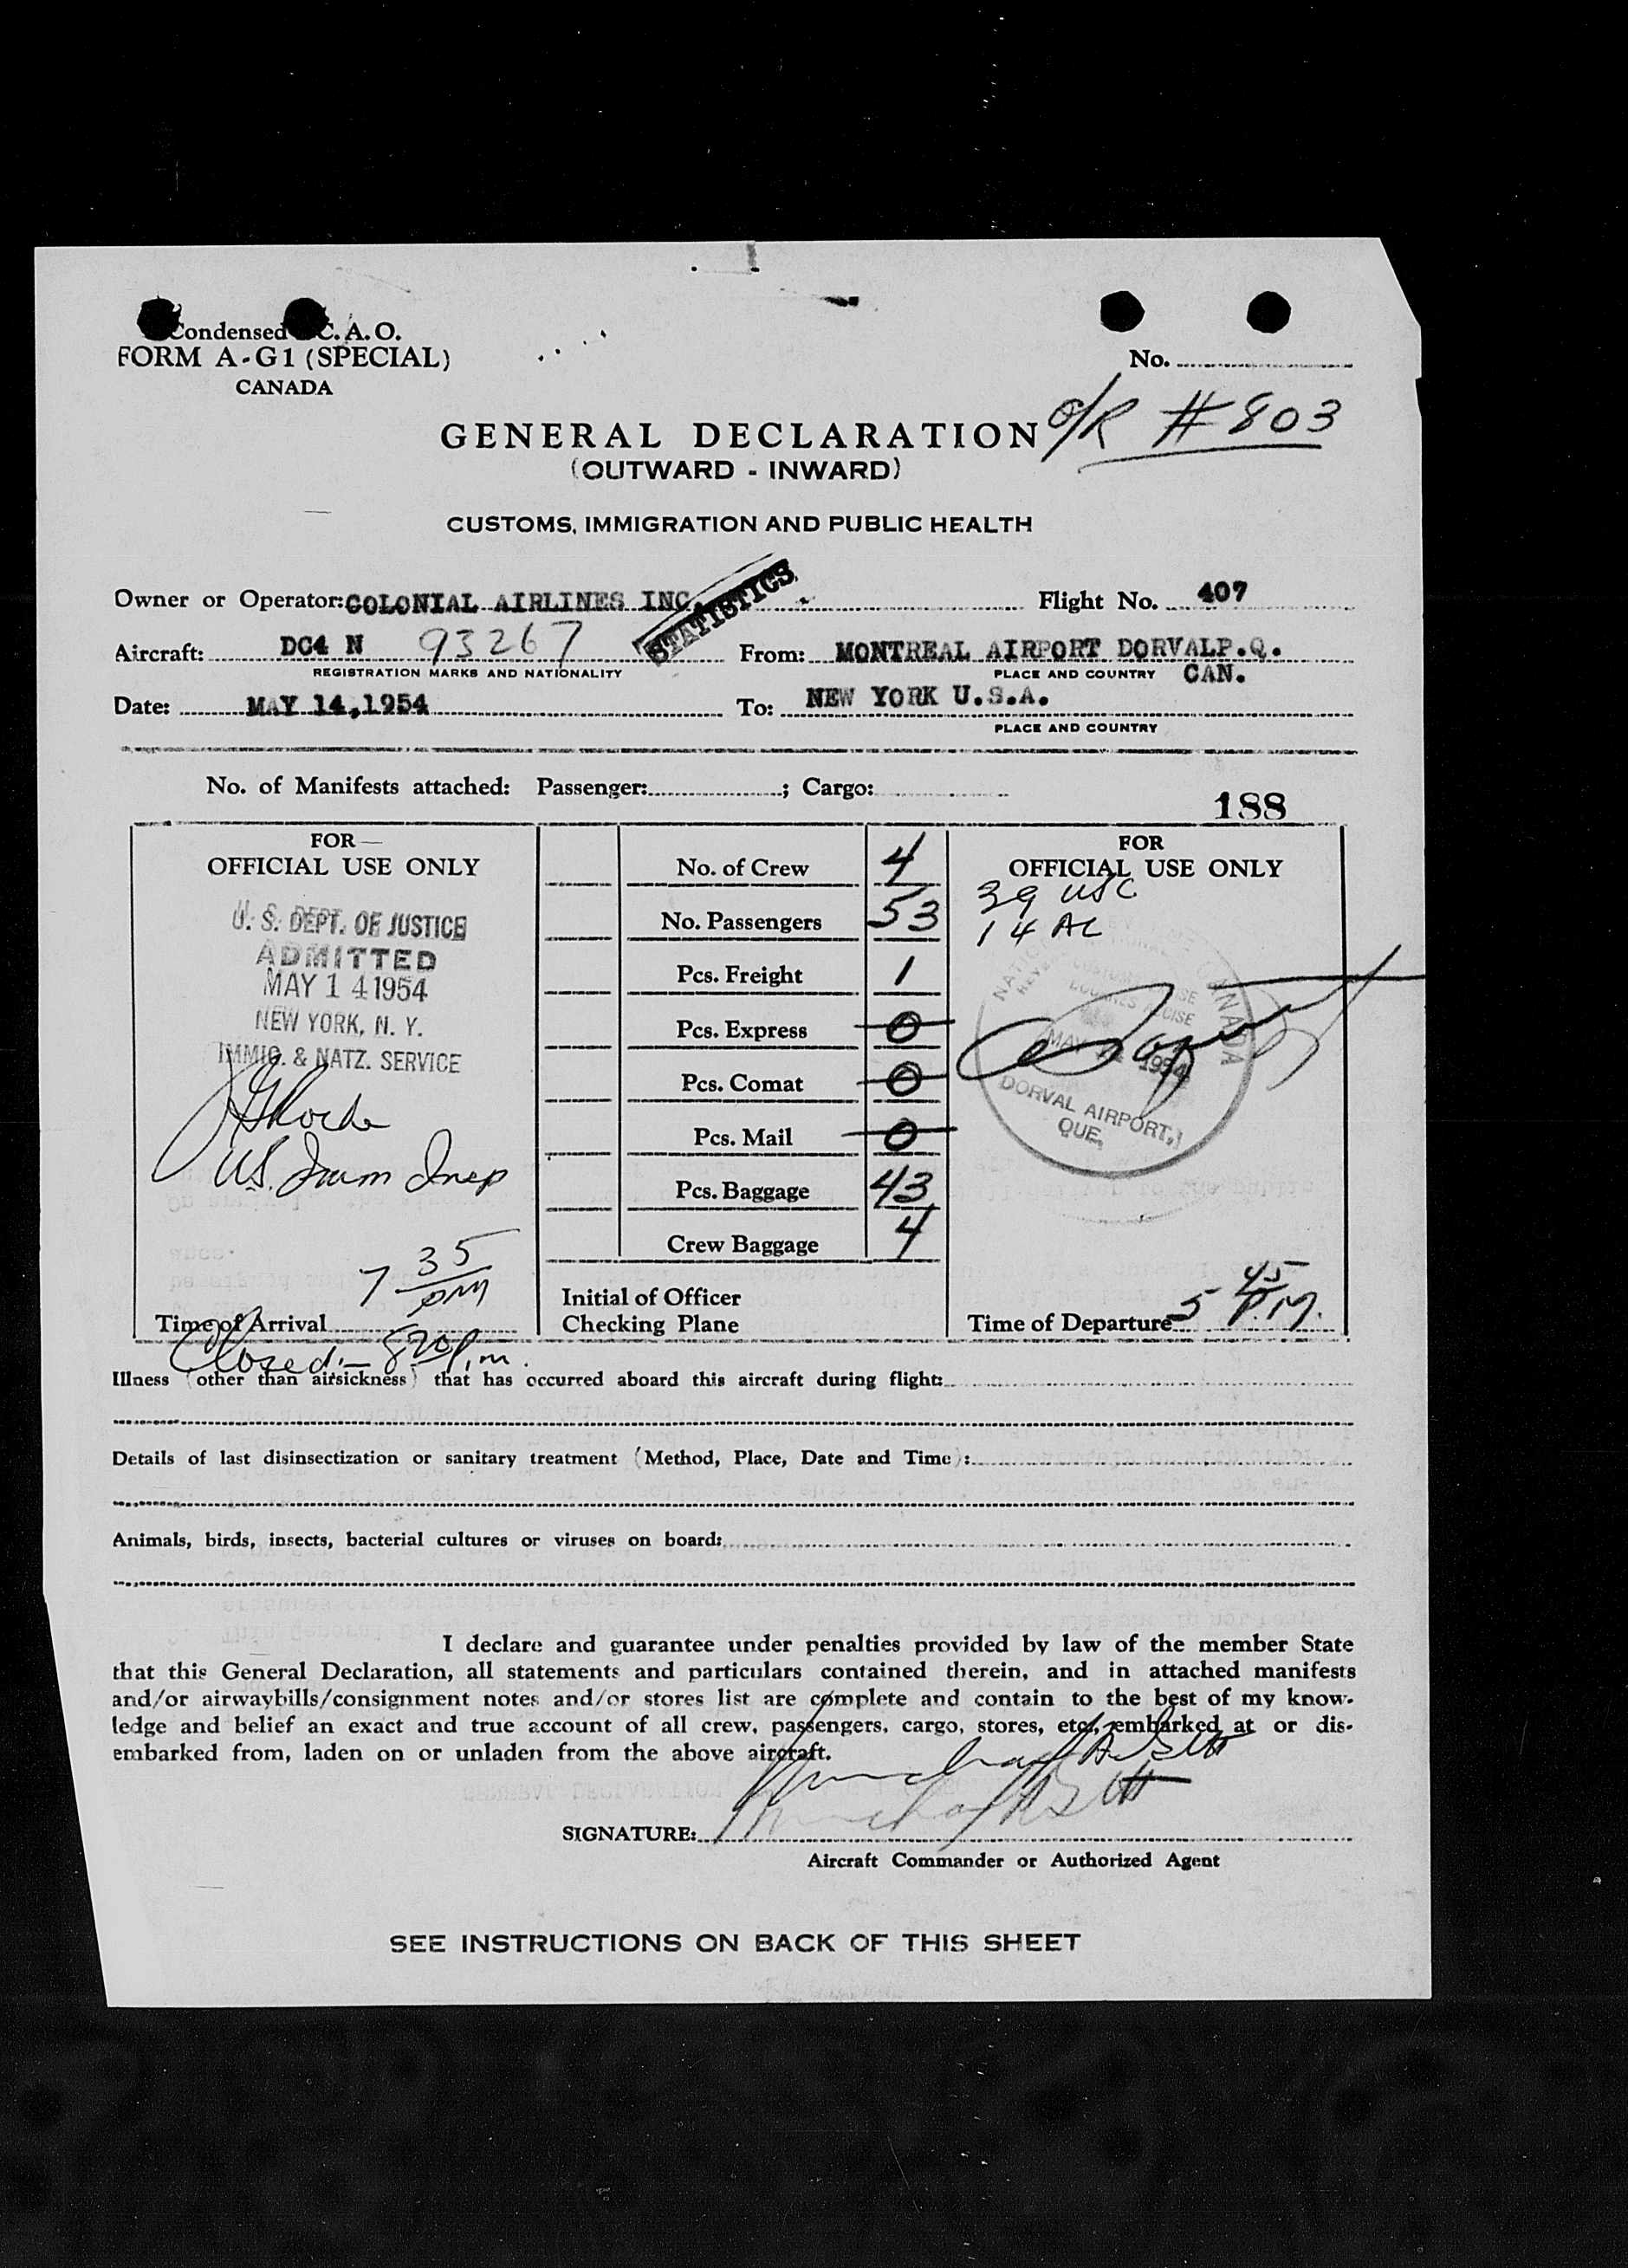 Condensed C.A.O.
FORM A-G1 (SPECIAL)
CANADA
No.
O/R #803
GENERAL DECLARATION
(OUTWARD - INWARD)
CUSTOMS, IMMIGRATION AND PUBLIC HEALTH
STATISTICS
Owner or Operator: COLONIAL AIRLINES INC. Flight No. 407
Aircraft: DC4 N 93267 From: MONTREAL AIRPORT DORVAL P.Q.
REGISTRATION MARKS AND NATIONALITY PLACE AND COUNTRY CAN.
Date: MAY 14,1954 To: NEW YORK U.S.A.
PLACE AND COUNTRY
No. of Manifests attached: Passenger: ; Cargo:
188
FOR
OFFICIAL USE ONLY
U. S. DEPT. OF JUSTICE
ADMITTED
MAY 14 1954
NEW YORK, N. Y.
IMMIG. & NATZ. SERVICE
U.S. Imm Insp
7 35 pm
Time of Arrival
Closed:- 8 20 p.m.
No. of Crew 4
No. Passengers 53
Pcs. Freight 1
Pcs. Express 0
Pcs. Comat 0
Pcs. Mail 0
Pcs. Baggage 43
Crew Baggage 4
Initial of Officer
Checking Plane
FOR
OFFICIAL USE ONLY
39 USC
14 AL
CANADA
MAY 1954
DORVAL AIRPORT,
QUE.
Time of Departure 5 45 P.M.
Illness (other than airsickness) that has occurred aboard this aircraft during flight:
Details of last disinsectization or sanitary treatment (Method, Place, Date and Time):
Animals, birds, insects, bacterial cultures or viruses on board:
I declare and guarantee under penalties provided by law of the member State
that this General Declaration, all statements and particulars contained therein, and in attached manifests
and/or airwaybills/consignment notes and/or stores list are complete and contain to the best of my know-
ledge and belief an exact and true account of all crew, passengers, cargo, stores, etc., embarked at or dis-
embarked from, laden on or unladen from the above aircraft.
SIGNATURE:
Aircraft Commander or Authorized Agent
SEE INSTRUCTIONS ON BACK OF THIS SHEET